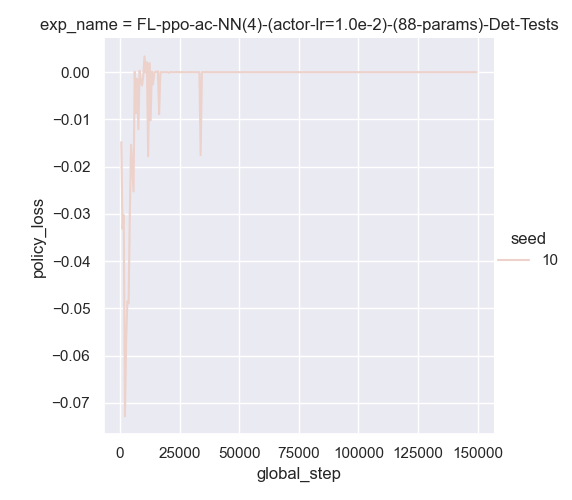 exp_name = FL-ppo-ac-NN(4)-(actor-lr=1.0e-2)-(88-params)-Det-Tests
0.00
−0.01
−0.02
−0.03
−0.04
−0.05
−0.06
−0.07
policy_loss
0 25000 50000 75000 100000 125000 150000
global_step
seed
10